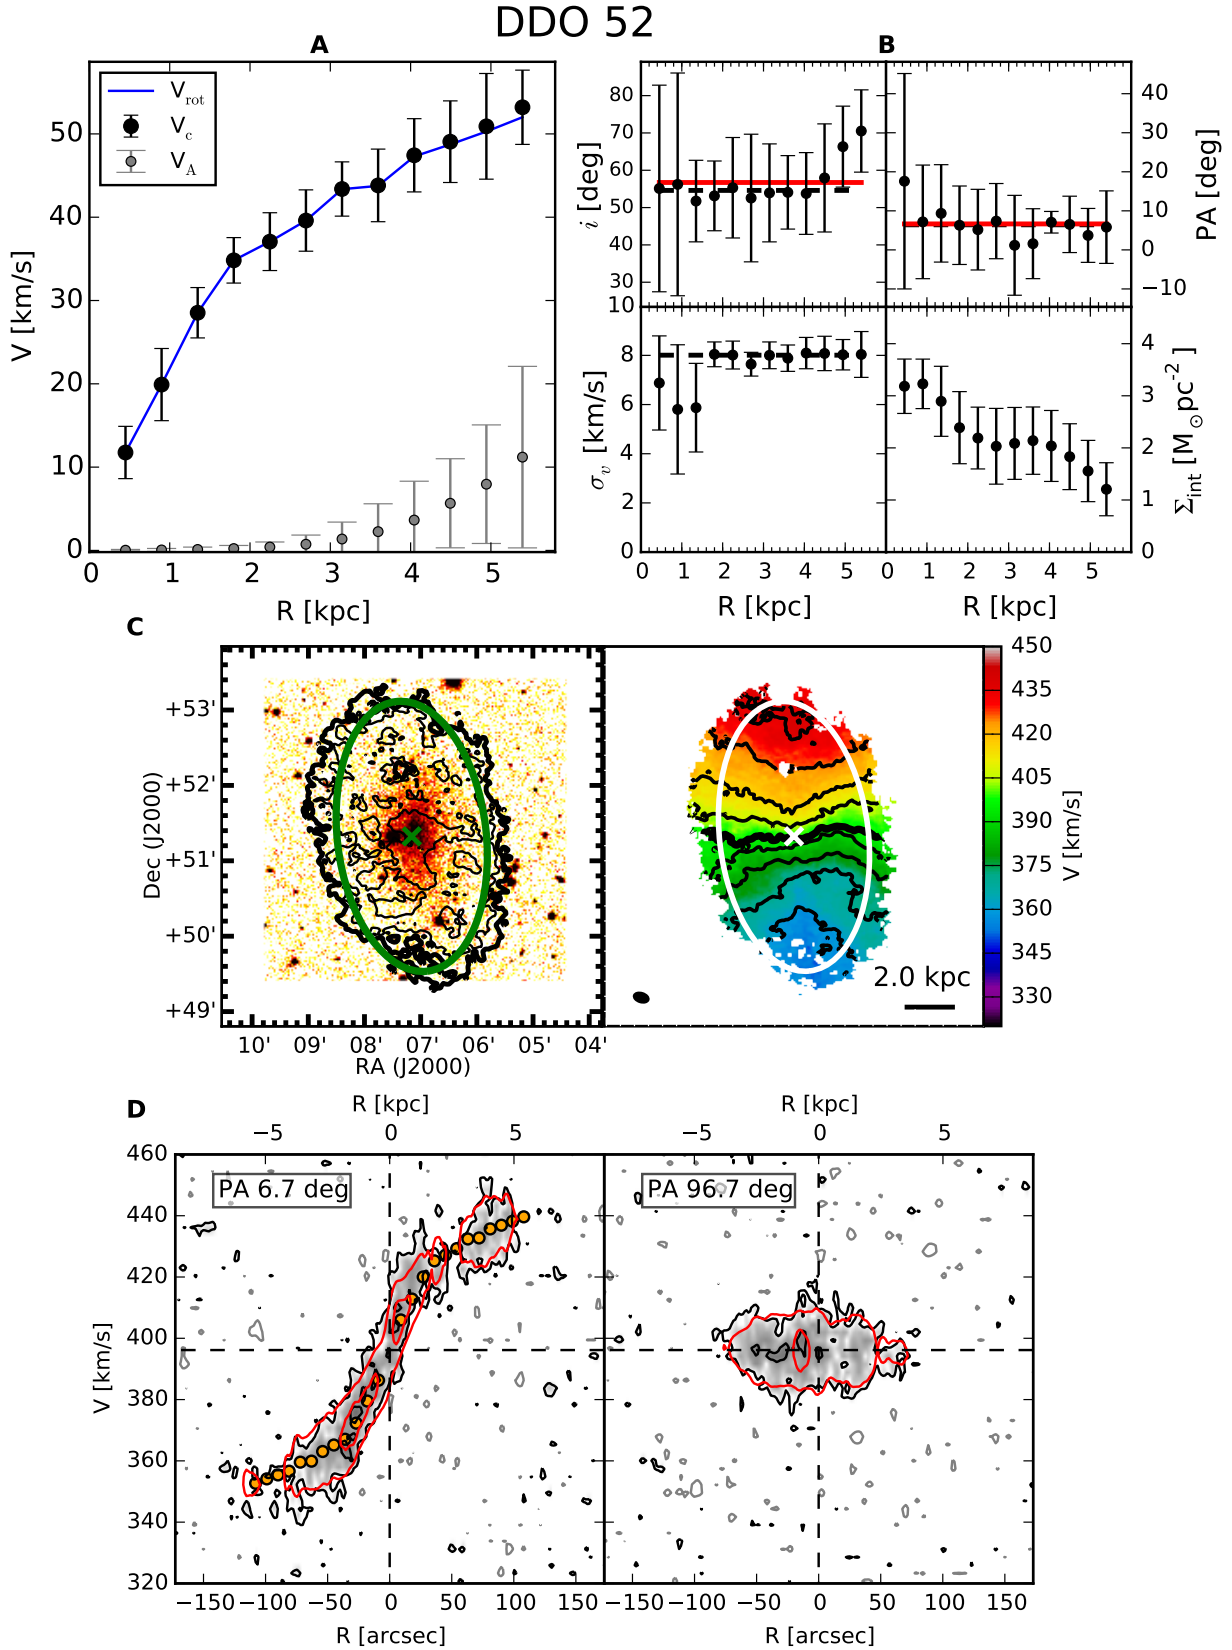 DDO 52
A
B
V_rot
V_c
V_A
V [km/s]
50
40
30
20
10
0
0 1 2 3 4 5
R [kpc]
i [deg]
80
70
60
50
40
30
PA [deg]
40
30
20
10
0
−10
σ_v [km/s]
10
8
6
4
2
0
Σ_int [M_⊙pc⁻²]
4
3
2
1
0
0 1 2 3 4 5
R [kpc]
0 1 2 3 4 5
R [kpc]
C
Dec (J2000)
+53'
+52'
+51'
+50'
+49'
10' 09' 08' 07' 06' 05' 04'
RA (J2000)
2.0 kpc
450
435
420
405
390
375
360
345
330
V [km/s]
D
R [kpc]
−5 0 5
R [kpc]
−5 0 5
PA 6.7 deg
PA 96.7 deg
V [km/s]
460
440
420
400
380
360
340
320
−150 −100 −50 0 50 100 150
R [arcsec]
−150 −100 −50 0 50 100 150
R [arcsec]